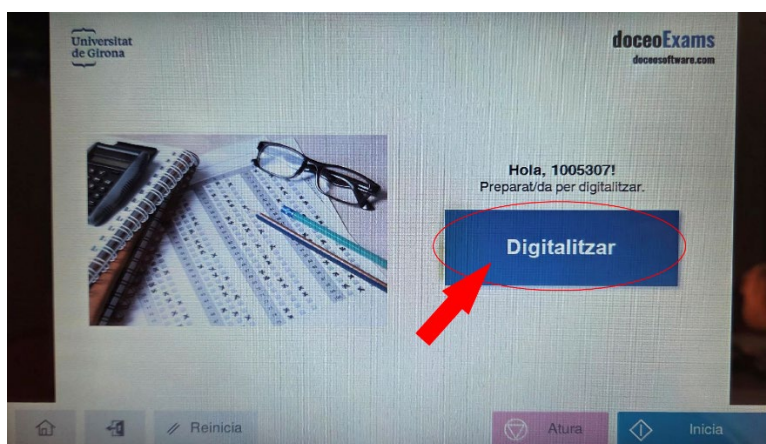 Universitat
de Girona
doceoExams
doceosoftware.com
Hola, 1005307!
Preparat/da per digitalitzar.
Digitalitzar
Reinicia
Atura
Inicia